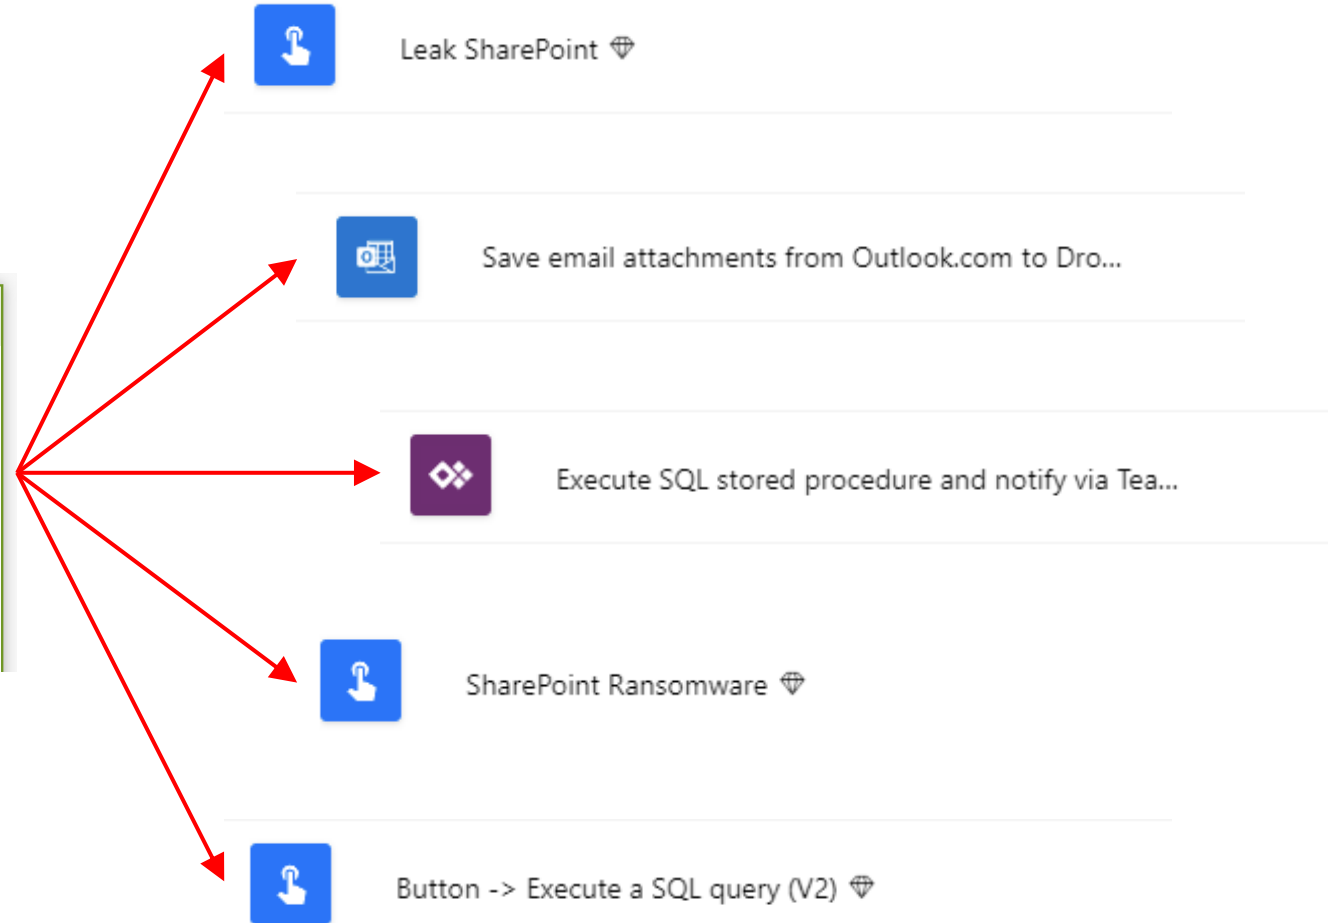 Leak SharePoint
Save email attachments from Outlook.com to Dro...
Execute SQL stored procedure and notify via Tea...
SharePoint Ransomware
Button -> Execute a SQL query (V2)